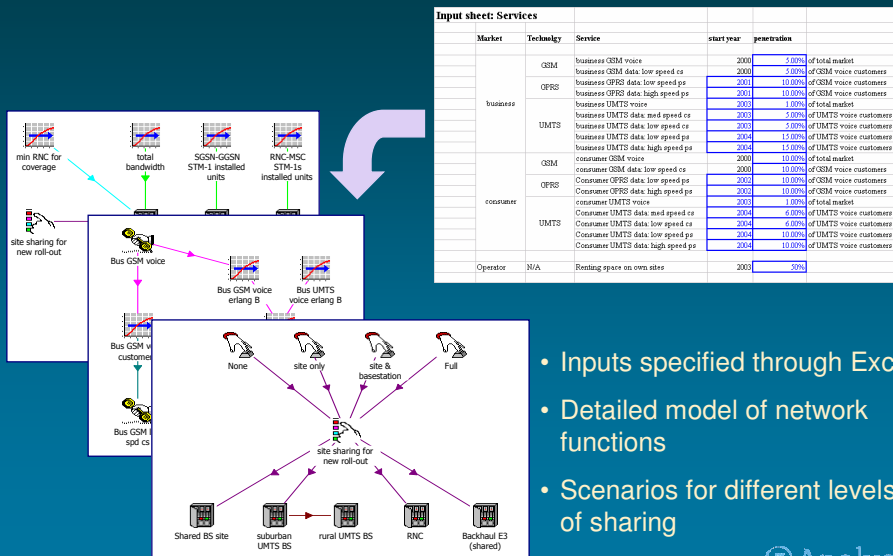 Input sheet: Services
Market Technolgy Service start year penetration
business GSM business GSM voice 2000 5.00% of total market
business GSM data: low speed cs 2000 5.00% of GSM voice customers
GPRS business GPRS data: low speed ps 2001 10.00% of GSM voice customers
business GPRS data: high speed ps 2001 10.00% of GSM voice customers
UMTS business UMTS voice 2003 1.00% of total market
business UMTS data: med speed cs 2003 5.00% of UMTS voice customers
business UMTS data: low speed cs 2003 5.00% of UMTS voice customers
business UMTS data: low speed ps 2004 15.00% of UMTS voice customers
business UMTS data: high speed ps 2004 15.00% of UMTS voice customers
consumer GSM consumer GSM voice 2000 10.00% of total market
consumer GSM data: low speed cs 2000 10.00% of GSM voice customers
GPRS Consumer GPRS data: low speed ps 2002 10.00% of GSM voice customers
Consumer GPRS data: high speed ps 2002 10.00% of GSM voice customers
UMTS consumer UMTS voice 2003 1.00% of total market
Consumer UMTS data: med speed cs 2004 6.00% of UMTS voice customers
Consumer UMTS data: low speed cs 2004 6.00% of UMTS voice customers
Consumer UMTS data: low speed ps 2004 10.00% of UMTS voice customers
Consumer UMTS data: high speed ps 2004 10.00% of UMTS voice customers
Operator N/A Renting space on own sites 2003 50%
min RNC for
coverage
total
bandwidth
SGSN-GGSN
STM-1 installed
units
RNC-MSC
STM-1s
installed units
site sharing for
new roll-out
Bus GSM voice
Bus GSM voice
erlang B
Bus UMTS
voice erlang B
Bus GSM v
customer
Bus GSM l
spd cs
None
site only
site &
basestation
Full
site sharing for
new roll-out
Shared BS site
suburban
UMTS BS
rural UMTS BS
RNC
Backhaul E3
(shared)
• Inputs specified through Exc
• Detailed model of network
functions
• Scenarios for different levels
of sharing